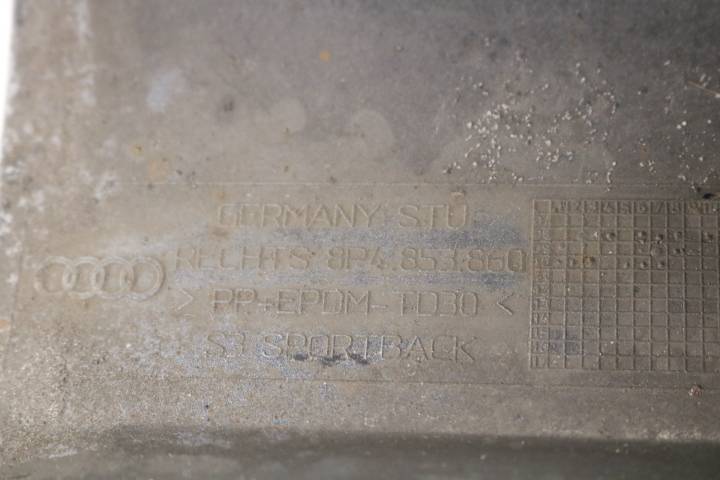 GERMANY STU
RECHTS 8P4.853.860
> PP+EPDM-TD30 <
S3 SPORTBACK